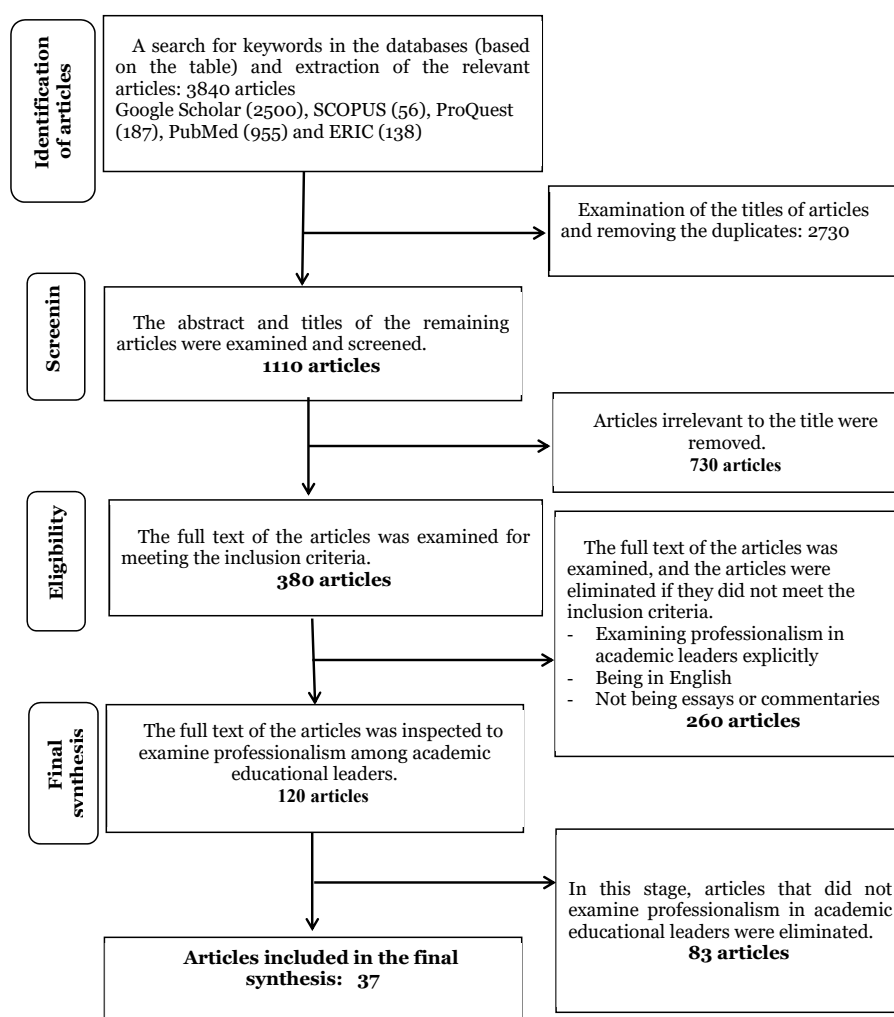 Identification
of articles
A search for keywords in the databases (based
on the table) and extraction of the relevant
articles: 3840 articles
Google Scholar (2500), SCOPUS (56), ProQuest
(187), PubMed (955) and ERIC (138)
Examination of the titles of articles
and removing the duplicates: 2730
Screenin
The abstract and titles of the remaining
articles were examined and screened.
1110 articles
Articles irrelevant to the title were
removed.
730 articles
Eligibility
The full text of the articles was examined for
meeting the inclusion criteria.
380 articles
The full text of the articles was
examined, and the articles were
eliminated if they did not meet the
inclusion criteria.
- Examining professionalism in
academic leaders explicitly
- Being in English
- Not being essays or commentaries
260 articles
Final
synthesis
The full text of the articles was inspected to
examine professionalism among academic
educational leaders.
120 articles
In this stage, articles that did not
examine professionalism in academic
educational leaders were eliminated.
83 articles
Articles included in the final
synthesis: 37